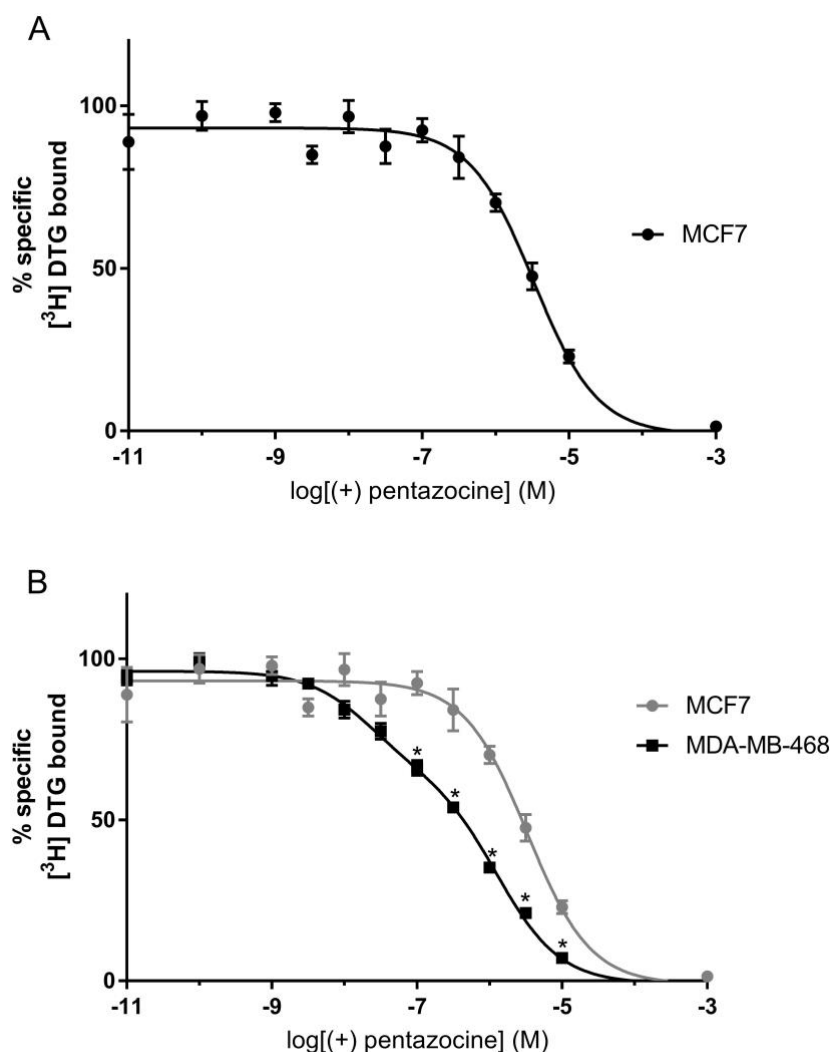 A
% specific
[³H] DTG bound
100
50
0
-11
-9
-7
-5
-3
log[(+) pentazocine] (M)
MCF7
B
% specific
[³H] DTG bound
100
50
0
*
*
*
*
*
-11
-9
-7
-5
-3
log[(+) pentazocine] (M)
MCF7
MDA-MB-468